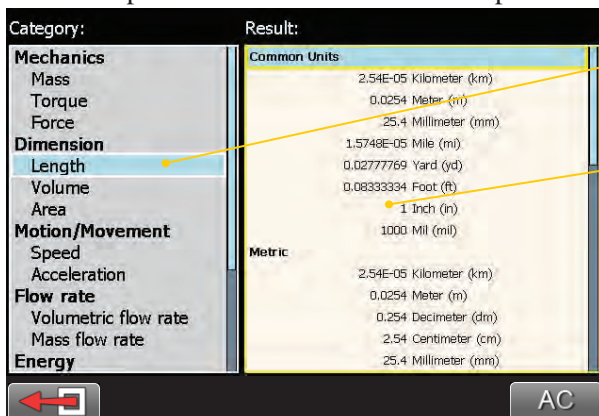 Category:
Mechanics
Mass
Torque
Force
Dimension
Length
Volume
Area
Motion/Movement
Speed
Acceleration
Flow rate
Volumetric flow rate
Mass flow rate
Energy
Result:
Common Units
2.54E-05 Kilometer (km)
0.0254 Meter (m)
25.4 Millimeter (mm)
1.5748E-05 Mile (mi)
0.02777769 Yard (yd)
0.08333334 Foot (ft)
1 Inch (in)
1000 Mil (mil)
Metric
2.54E-05 Kilometer (km)
0.0254 Meter (m)
0.254 Decimeter (dm)
2.54 Centimeter (cm)
25.4 Millimeter (mm)
AC